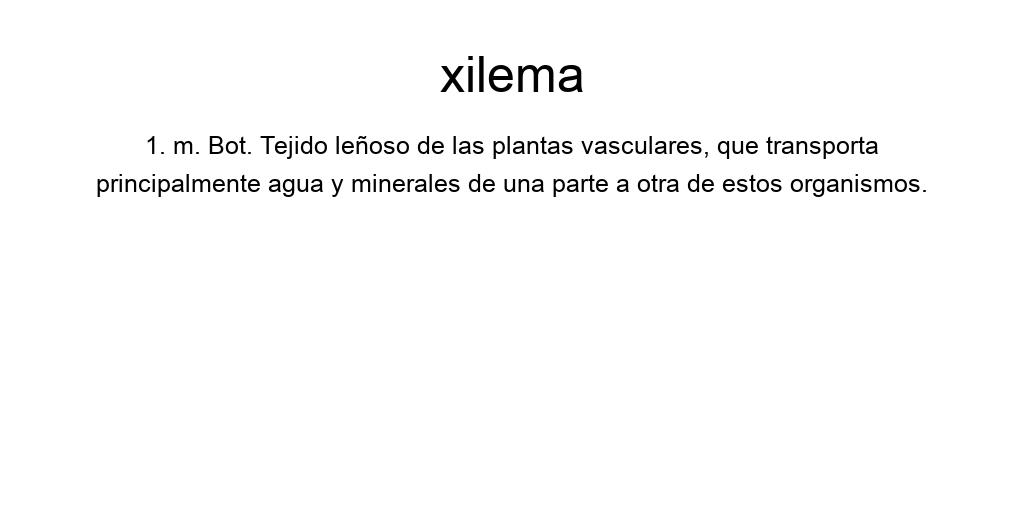 xilema
1. m. Bot. Tejido leñoso de las plantas vasculares, que transporta
principalmente agua y minerales de una parte a otra de estos organismos.